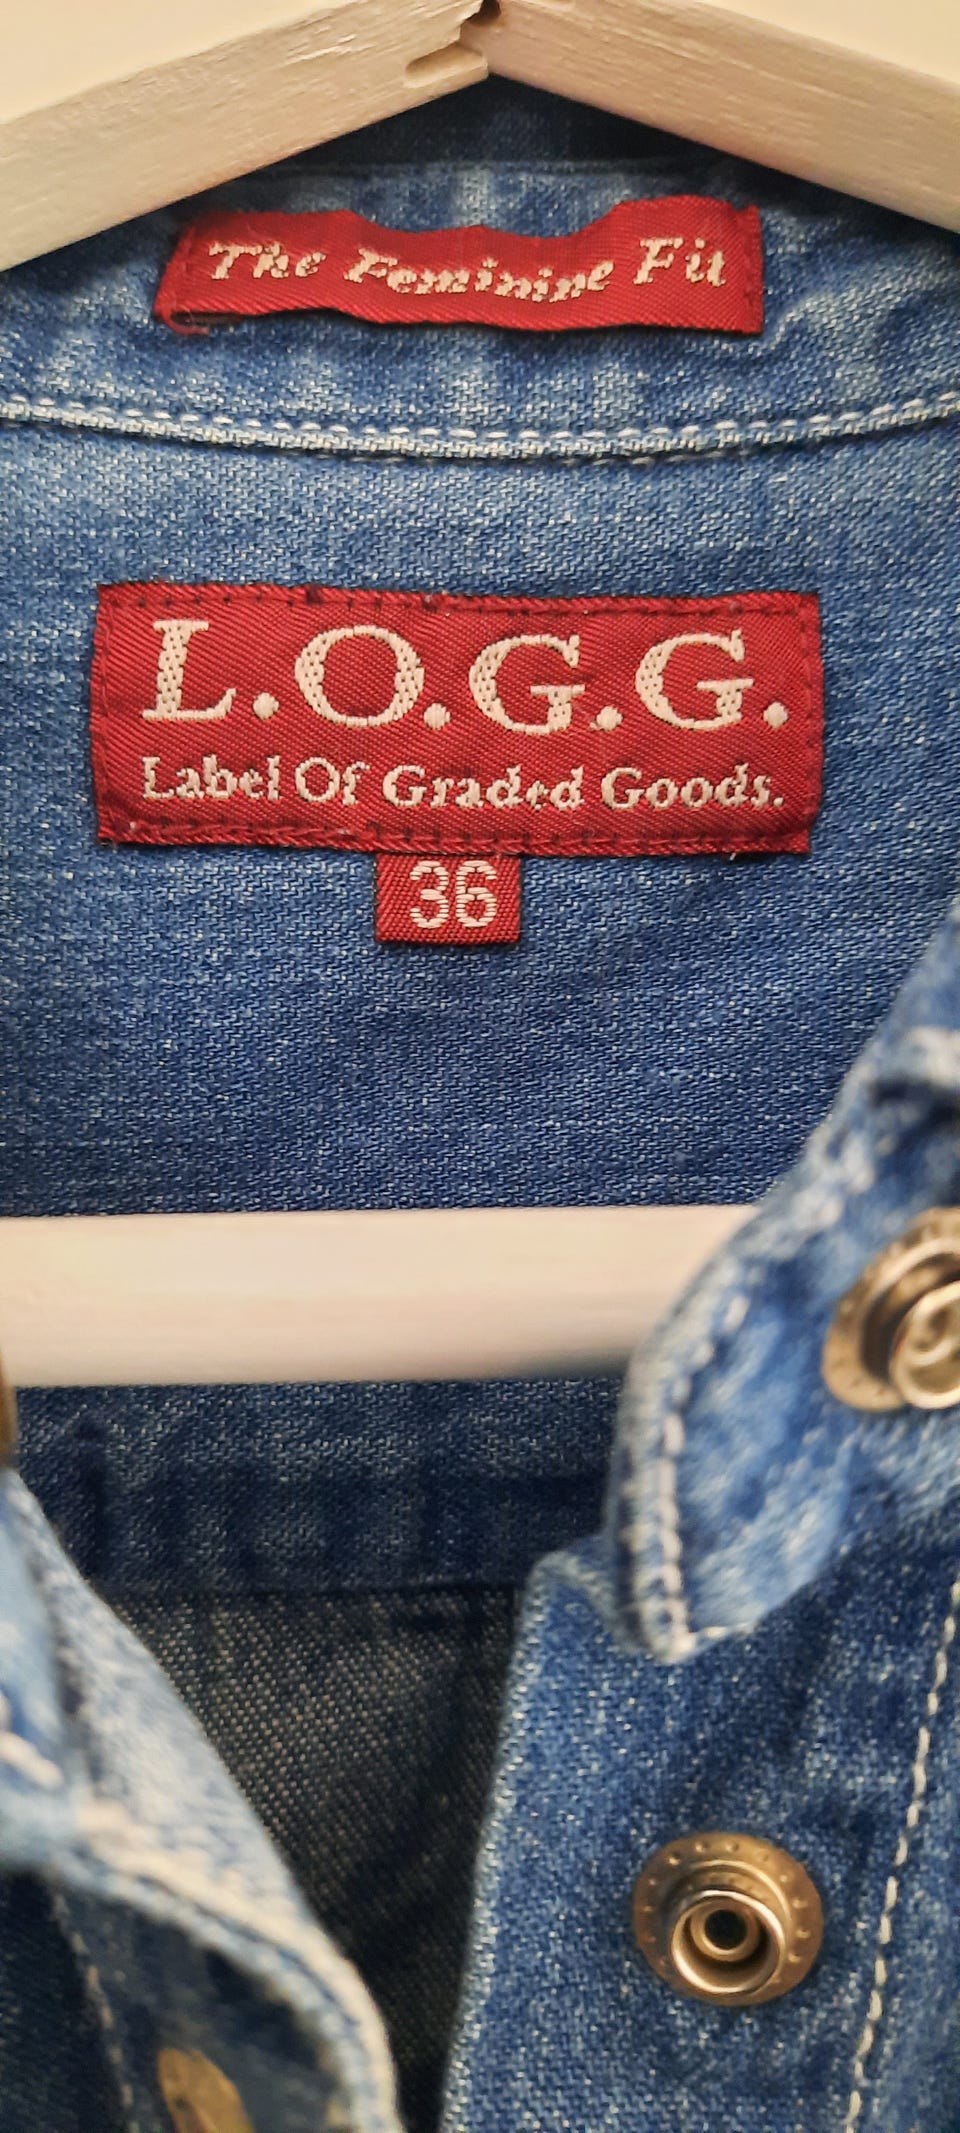 The Feminine Fit
L.O.G.G.
Label Of Graded Goods.
36